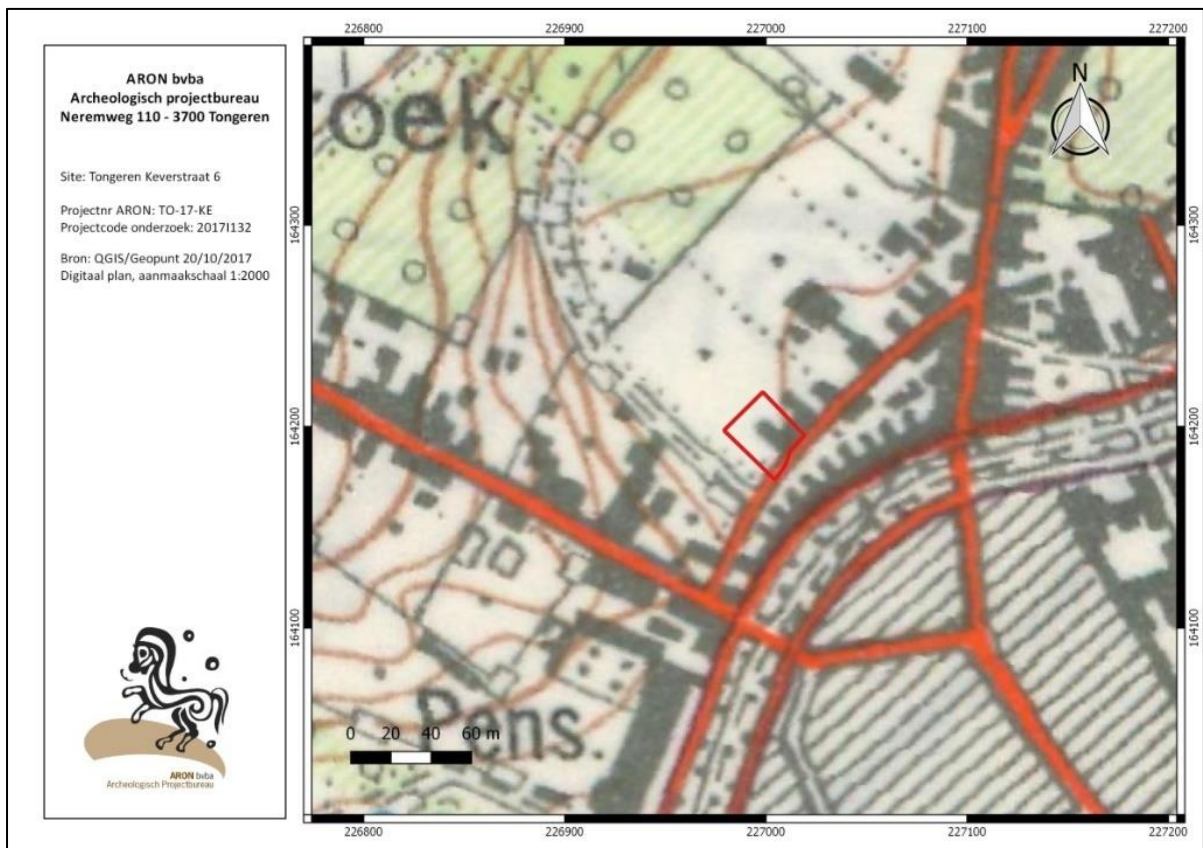 ARON bvba
Archeologisch projectbureau
Neremweg 110 - 3700 Tongeren
Site: Tongeren Keverstraat 6
Projectnr ARON: TO-17-KE
Projectcode onderzoek: 2017I132
Bron: QGIS/Geopunt 20/10/2017
Digitaal plan, aanmaakschaal 1:2000
ARON bvba
Archeologisch Projectbureau
226800 226900 227000 227100 227200
N
oek
164300 164300
164200 164200
164100 164100
Pens.
0 20 40 60 m
226800 226900 227000 227100 227200